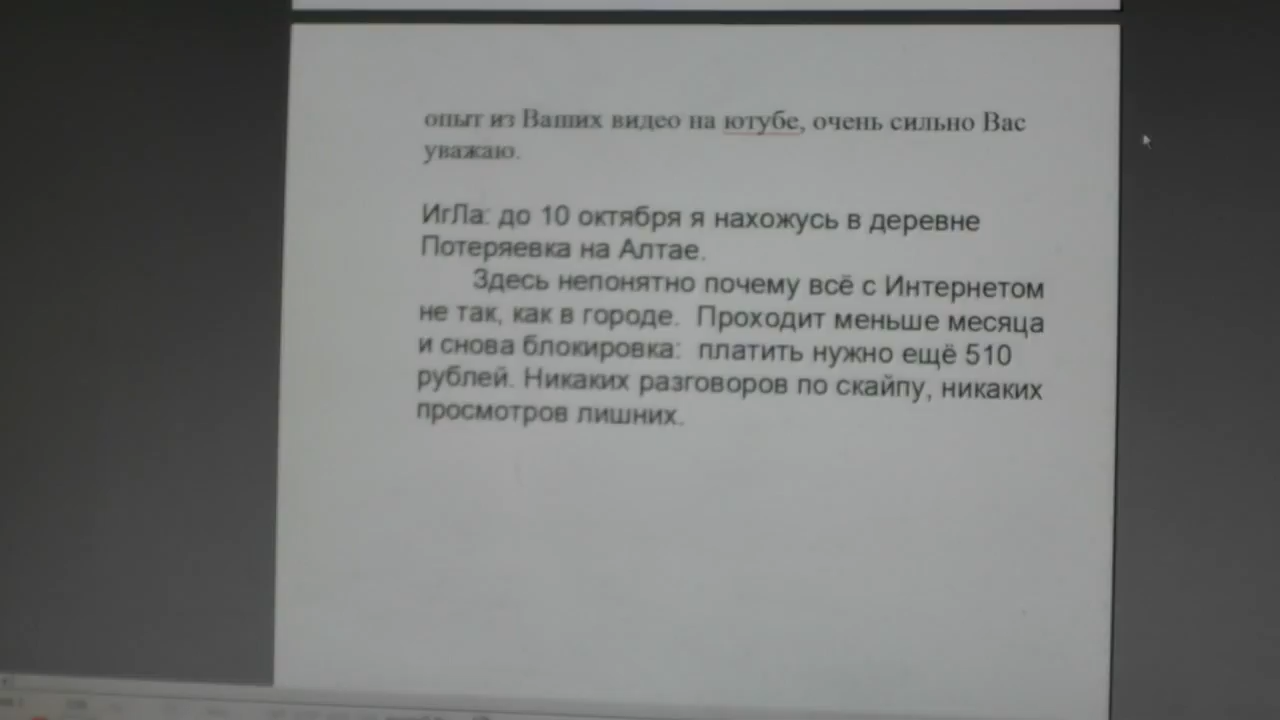 опыт из Ваших видео на ютубе, очень сильно Вас
уважаю.
ИгЛа: до 10 октября я нахожусь в деревне
Потеряевка на Алтае.
Здесь непонятно почему всё с Интернетом
не так, как в городе. Проходит меньше месяца
и снова блокировка: платить нужно ещё 510
рублей. Никаких разговоров по скайпу, никаких
просмотров лишних.